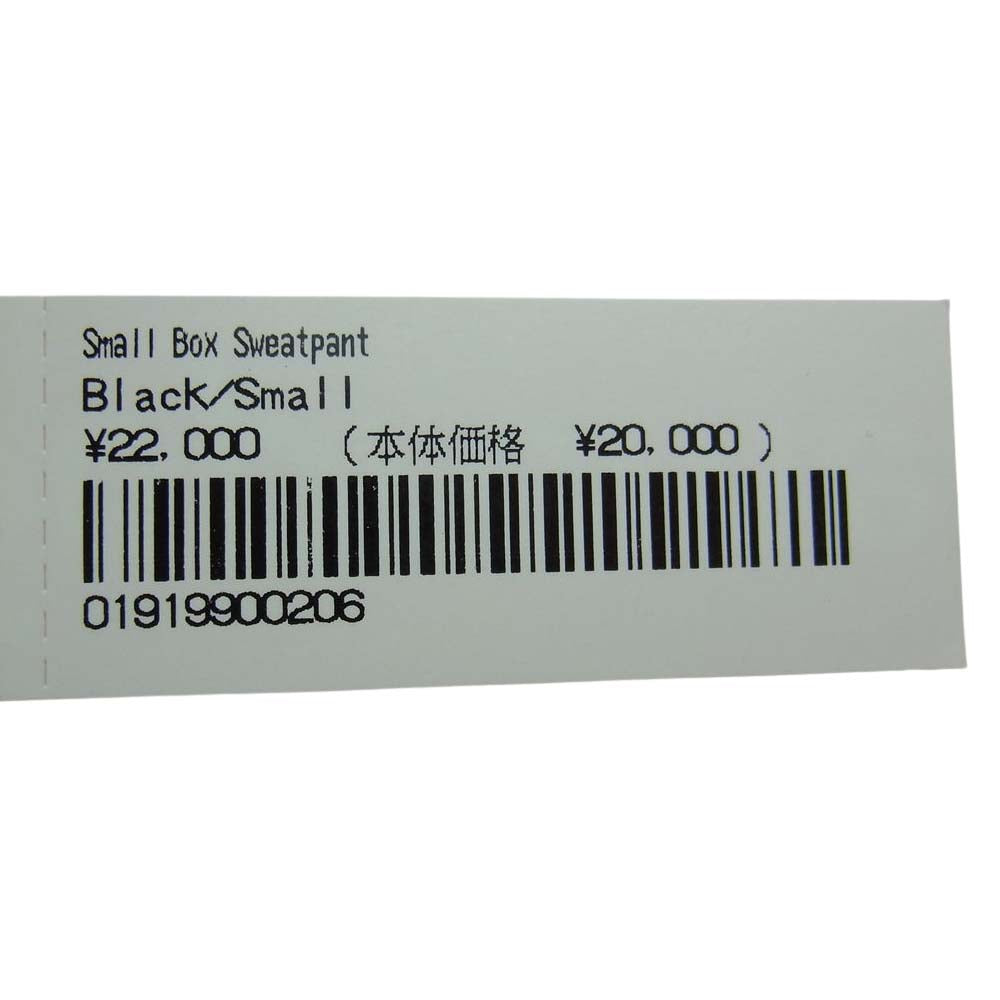 Small Box Sweatpant
Black/Small
¥22,000 (本体価格 ¥20,000)
01919900206